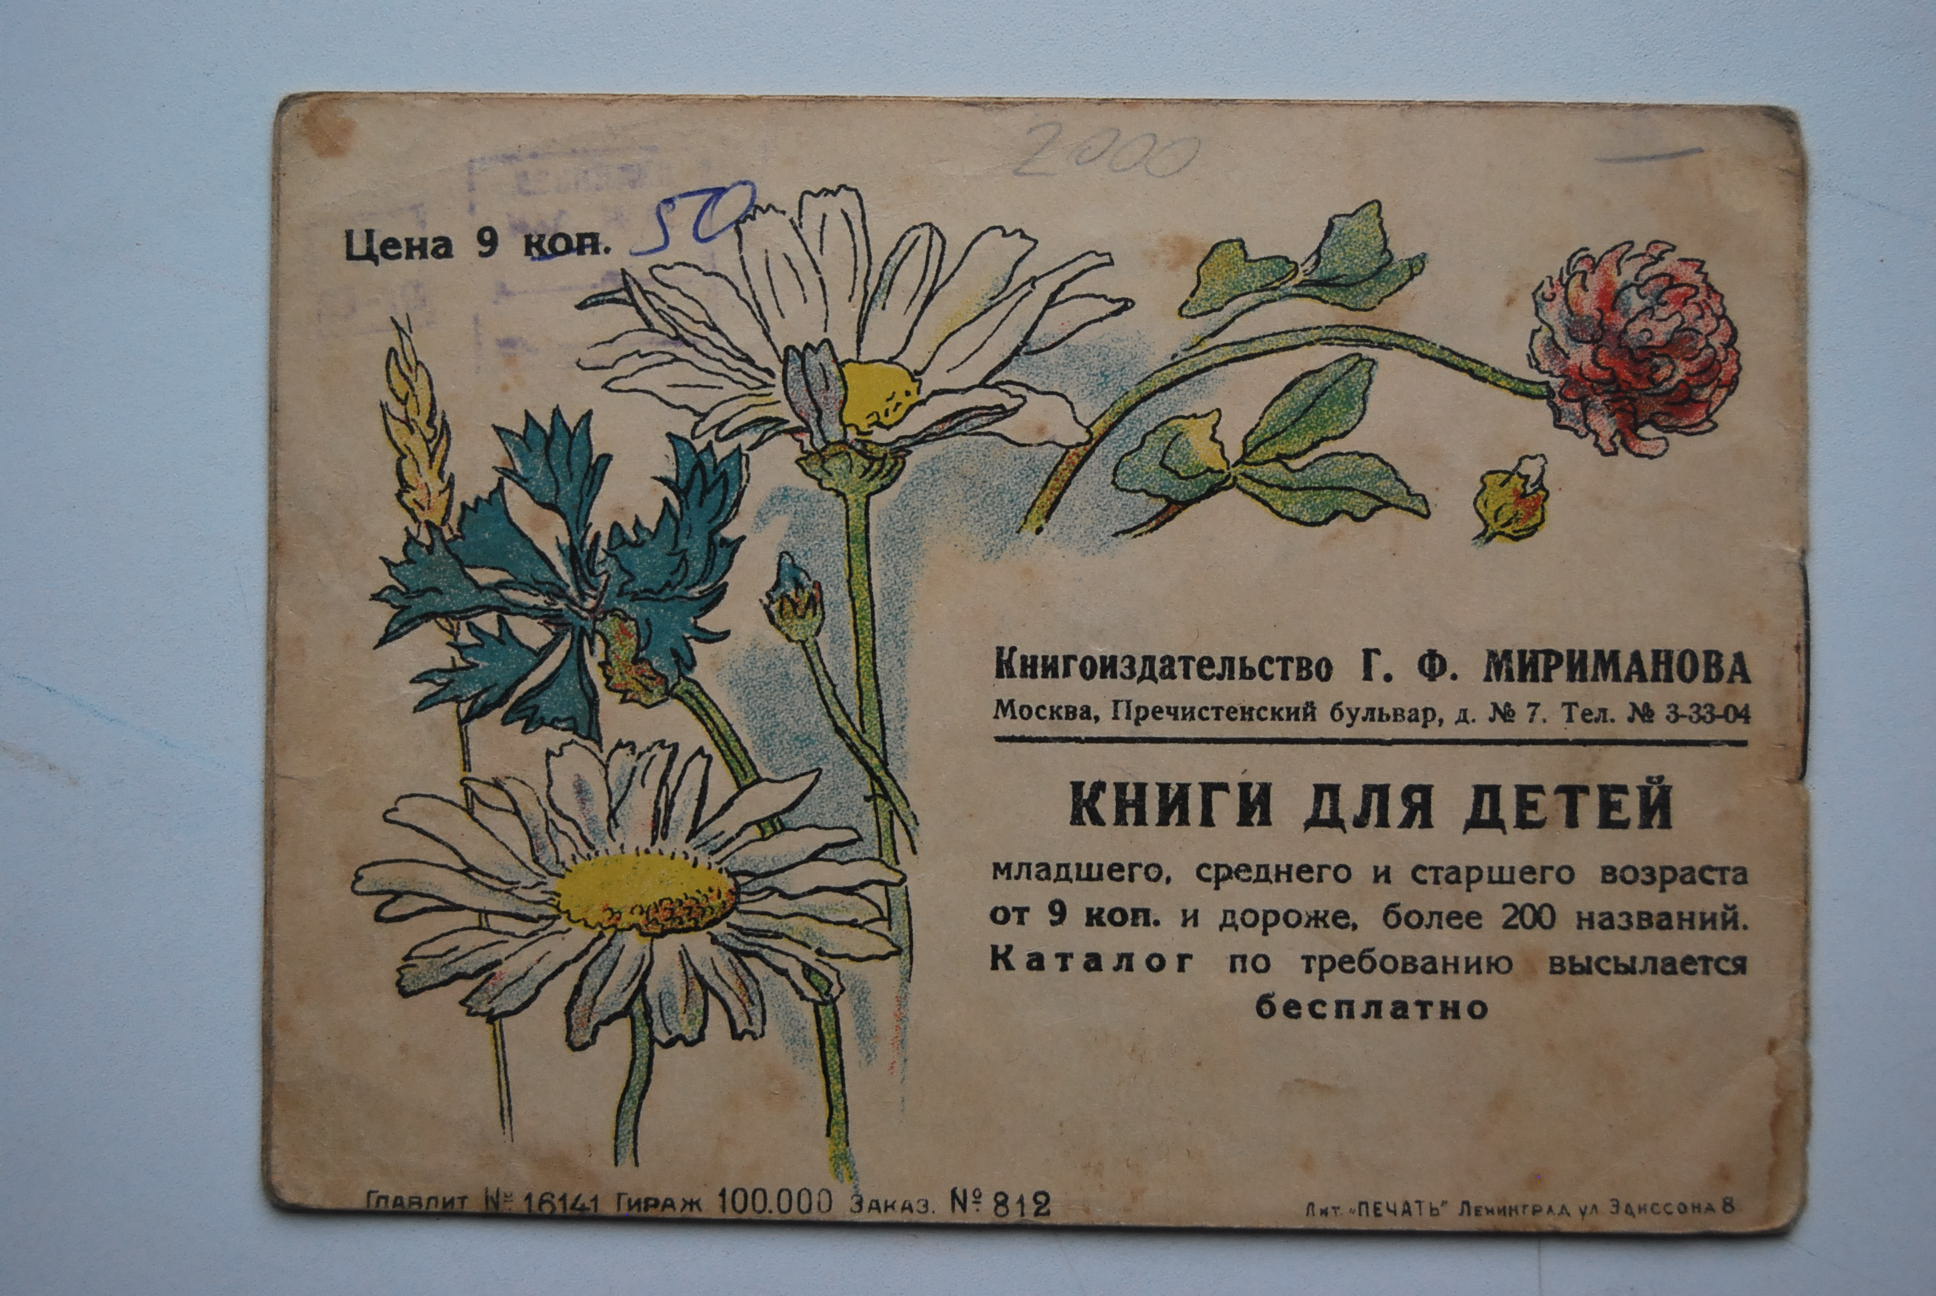 2000
Цена 9 коп. 50
Книгоиздательство Г. Ф. МИРИМАНОВА
Москва, Пречистенский бульвар, д. № 7. Тел. № 3-33-04
КНИГИ ДЛЯ ДЕТЕЙ
младшего, среднего и старшего возраста
от 9 коп. и дороже, более 200 названий.
Каталог по требованию высылается
бесплатно
Главлит № 16141 Тираж 100.000 Заказ. № 812
Лит. „ПЕЧАТЬ" Ленинград ул Эдиссона 8